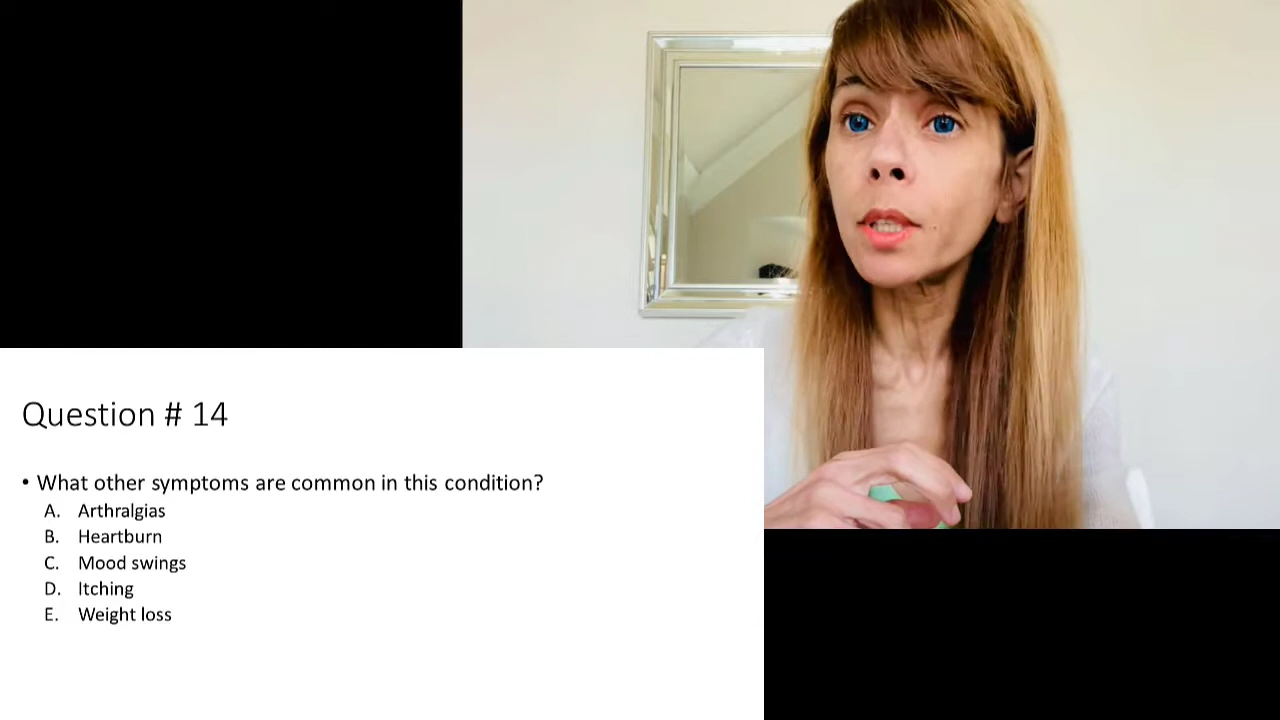 Question # 14
• What other symptoms are common in this condition?
A. Arthralgias
B. Heartburn
C. Mood swings
D. Itching
E. Weight loss